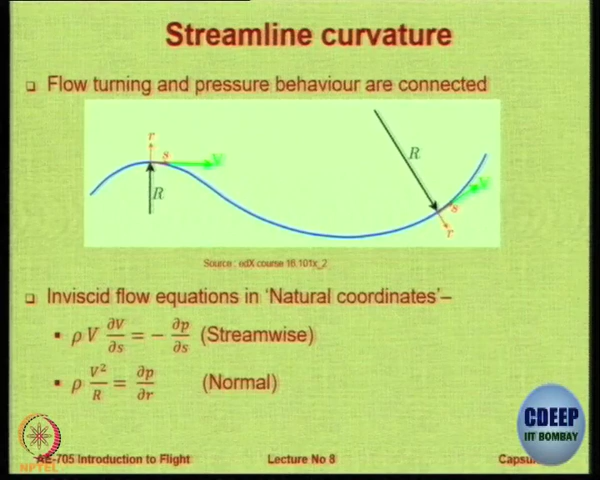 Streamline curvature
Flow turning and pressure behaviour are connected
r
s
V
R
R
V
s
r
Source : edX course 16.101x_2
Inviscid flow equations in 'Natural coordinates'–
ρ V ∂V/∂s = − ∂p/∂s (Streamwise)
ρ V²/R = ∂p/∂r (Normal)
CDEEP
IIT BOMBAY
NPTEL
AE-705 Introduction to Flight Lecture No 8